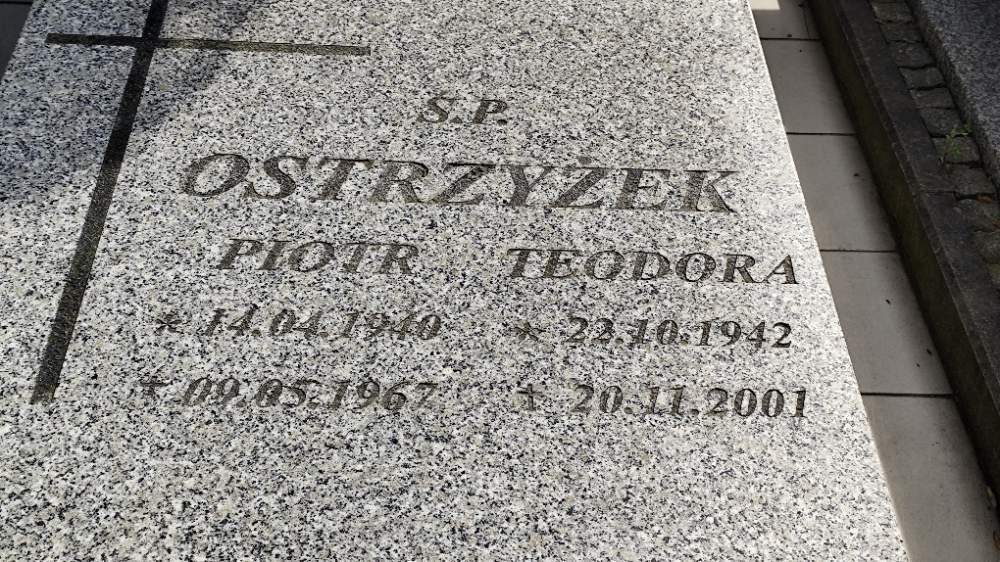 Ś.P.
OSTRZYŻEK
PIOTR TEODORA
* 14.04.1940 * 22.10.1942
+ 09.05.1967 + 20.11.2001